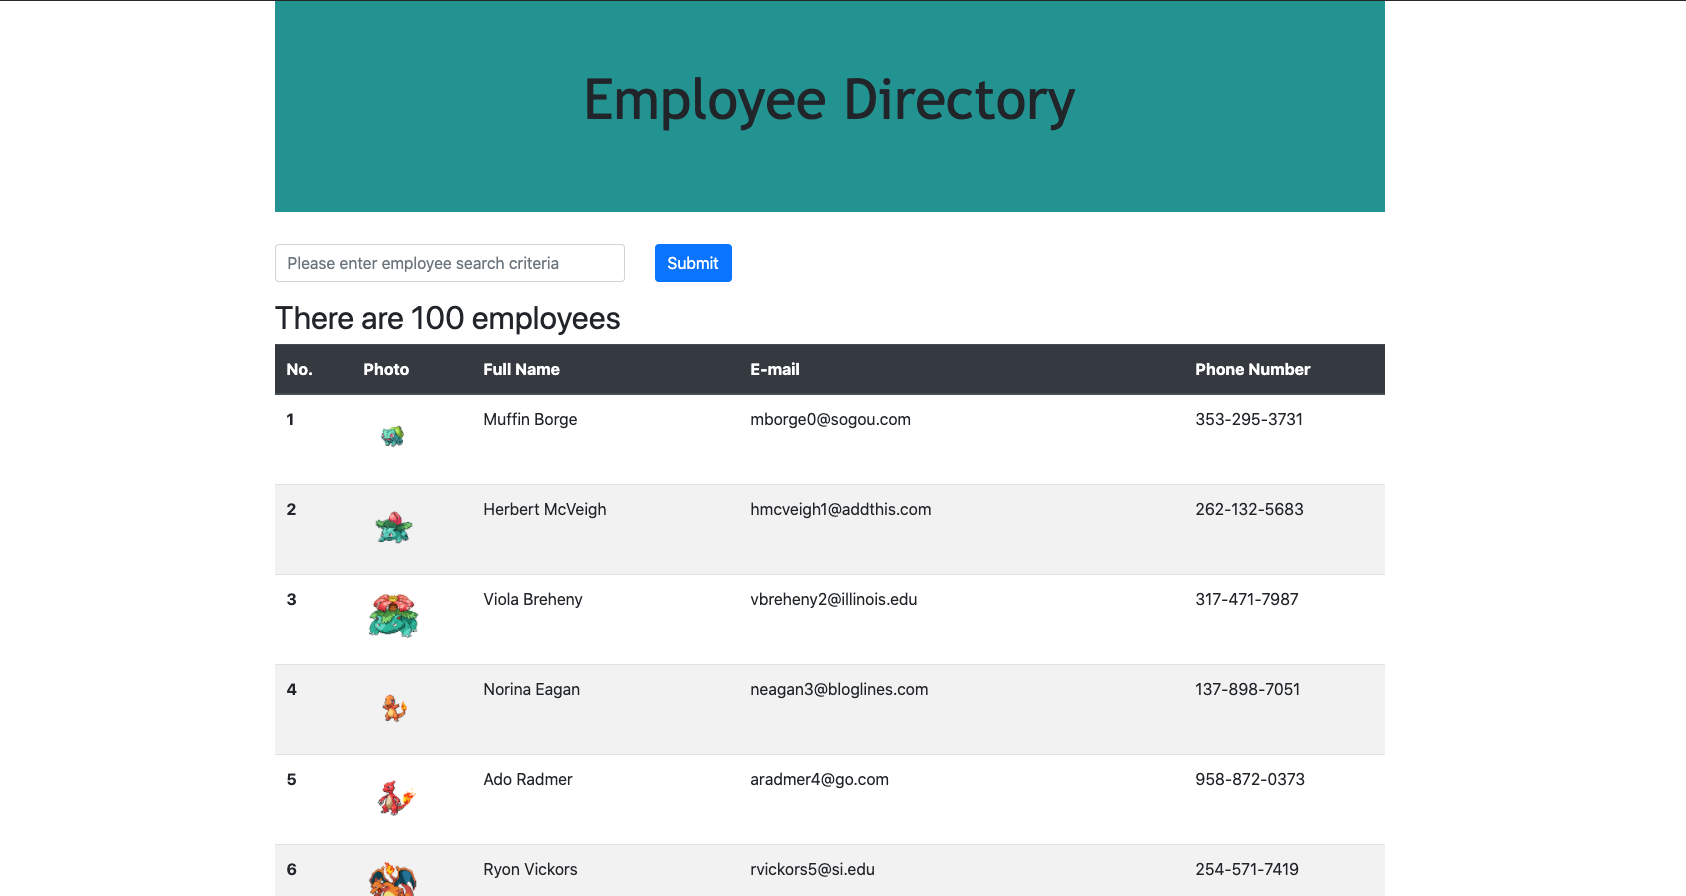 Employee Directory
Please enter employee search criteria
Submit
There are 100 employees
No. Photo Full Name E-mail Phone Number
1 Muffin Borge mborge0@sogou.com 353-295-3731
2 Herbert McVeigh hmcveigh1@addthis.com 262-132-5683
3 Viola Breheny vbreheny2@illinois.edu 317-471-7987
4 Norina Eagan neagan3@bloglines.com 137-898-7051
5 Ado Radmer aradmer4@go.com 958-872-0373
6 Ryon Vickors rvickors5@si.edu 254-571-7419